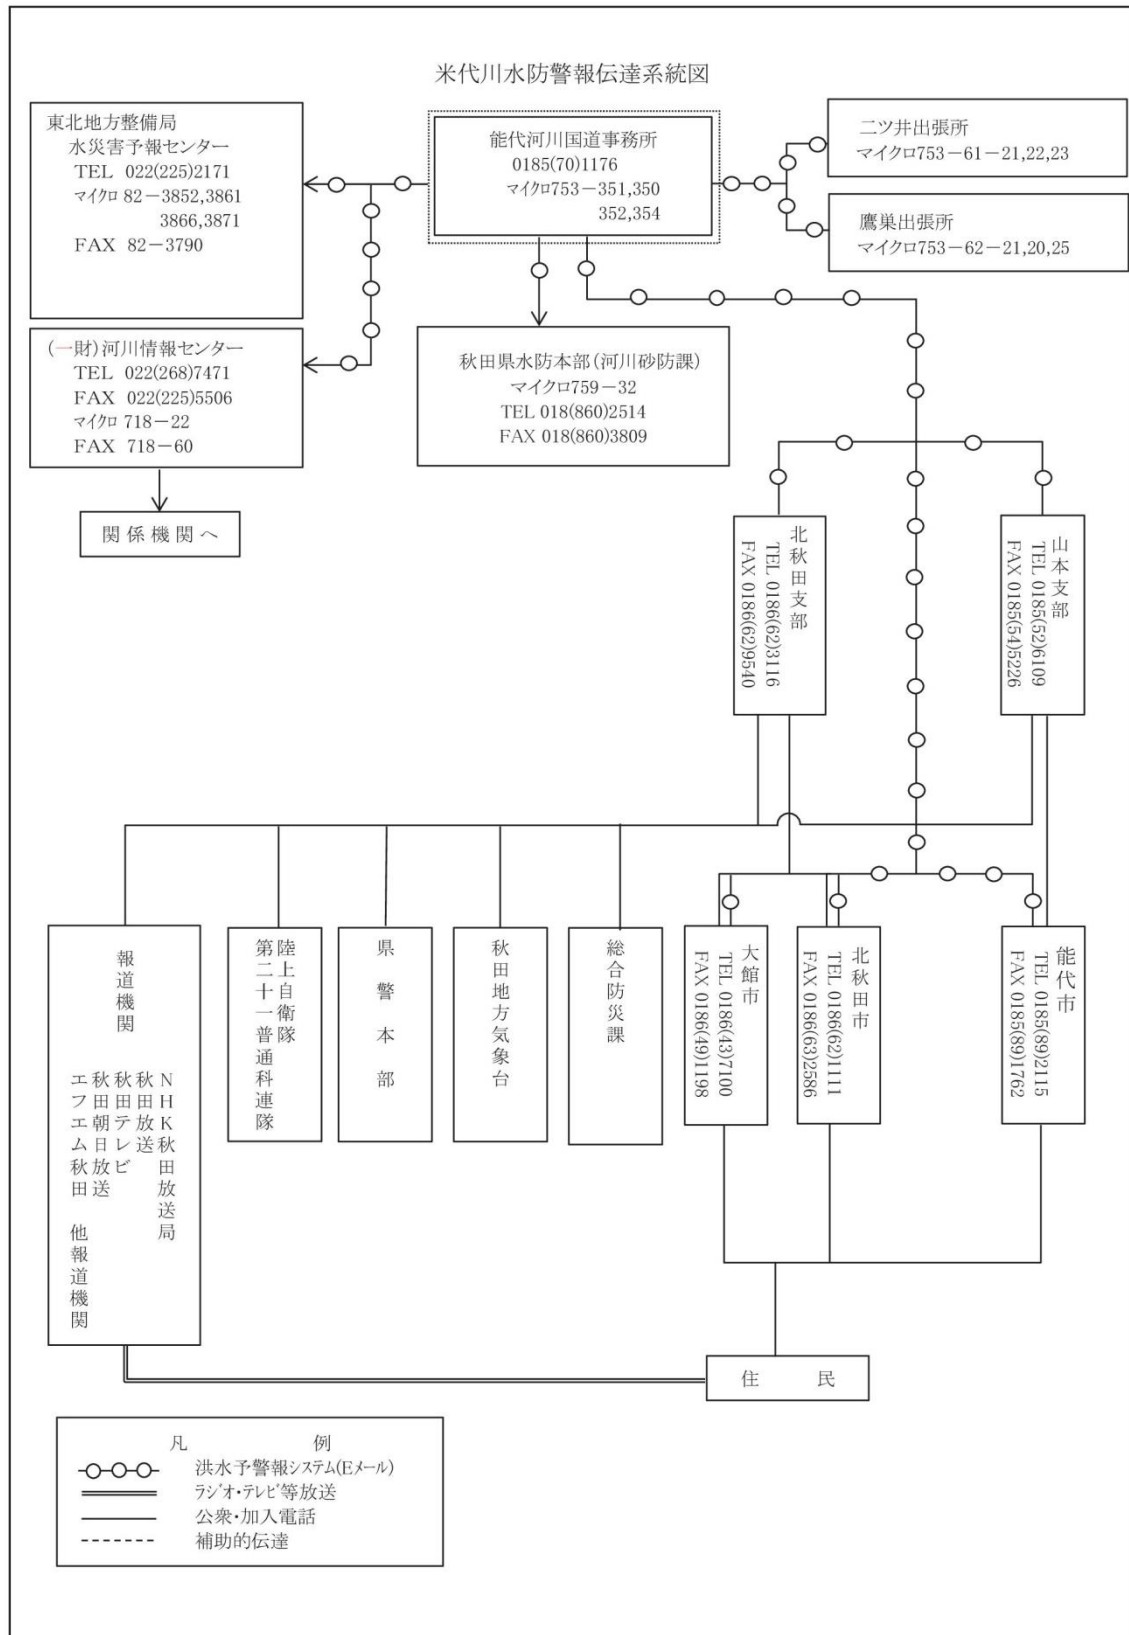 米代川水防警報伝達系統図
東北地方整備局
水災害予報センター
TEL 022(225)2171
マイクロ 82－3852,3861
3866,3871
FAX 82－3790
能代河川国道事務所
0185(70)1176
マイクロ753－351,350
352,354
二ツ井出張所
マイクロ753－61－21,22,23
鷹巣出張所
マイクロ753－62－21,20,25
(一財)河川情報センター
TEL 022(268)7471
FAX 022(225)5506
マイクロ 718－22
FAX 718－60
関係機関へ
秋田県水防本部(河川砂防課)
マイクロ759－32
TEL 018(860)2514
FAX 018(860)3809
北秋田支部
TEL 0186(62)3116
FAX 0186(62)9540
山本支部
TEL 0185(52)6109
FAX 0185(54)5226
報道機関
NHK秋田放送局
秋田放送
秋田テレビ
秋田朝日放送
エフエム秋田 他報道機関
陸上自衛隊
第二十一普通科連隊
県警本部
秋田地方気象台
総合防災課
大館市
TEL 0186(43)7100
FAX 0186(49)1198
北秋田市
TEL 0186(62)1111
FAX 0186(63)2586
能代市
TEL 0185(89)2115
FAX 0185(89)1762
住 民
凡 例
洪水予警報システム(Eメール)
ラジオ・テレビ等放送
公衆・加入電話
補助的伝達